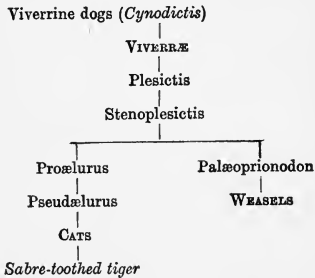 Viverrine dogs (Cynodictis)
VIVERRÆ
Plesictis
Stenoplesictis
Proælurus Palæoprionodon
Pseudælurus WEASELS
CATS
Sabre-toothed tiger